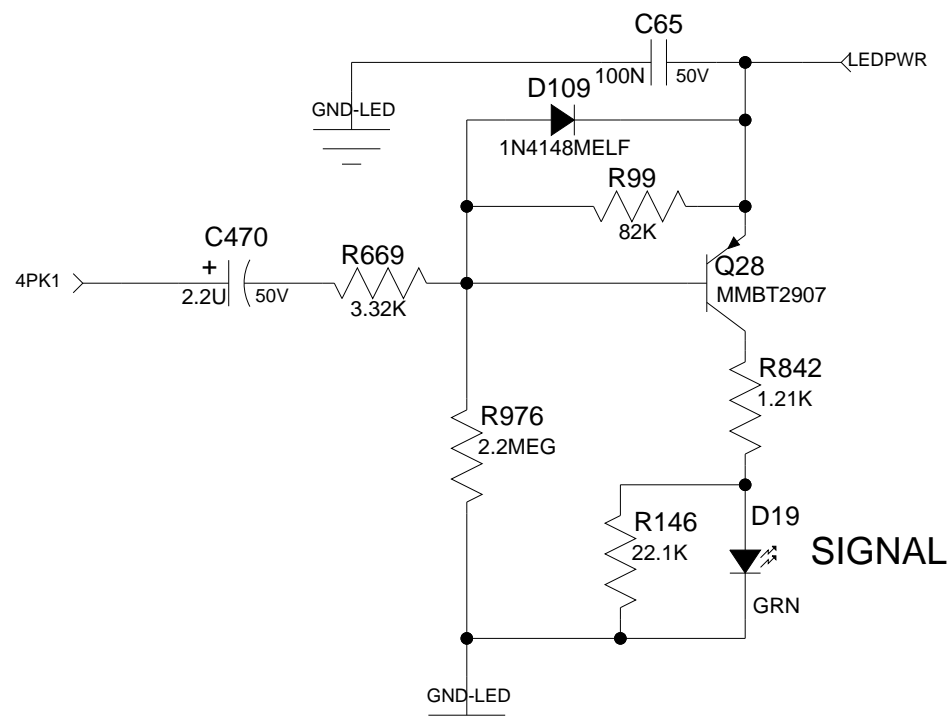 C65
100N 50V
LEDPWR
D109
1N4148MELF
GND-LED
R99
82K
C470
+
2.2U 50V
4PK1
R669
3.32K
Q28
MMBT2907
R842
1.21K
R976
2.2MEG
R146
22.1K
D19
SIGNAL
GRN
GND-LED